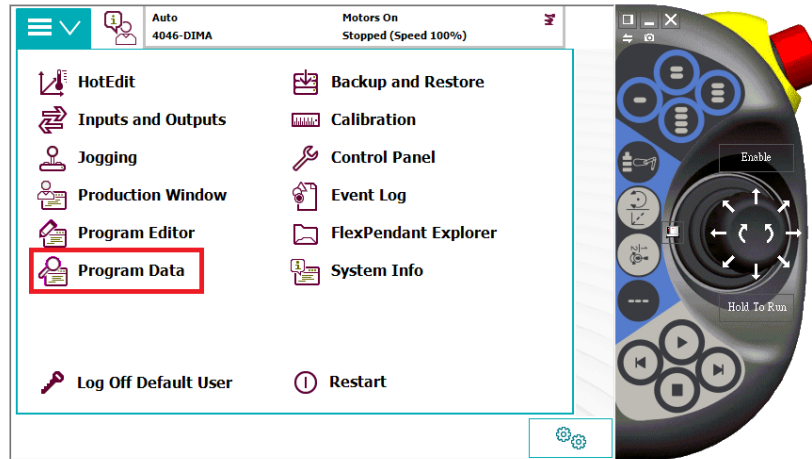 Auto
4046-DIMA
Motors On
Stopped (Speed 100%)
HotEdit
Inputs and Outputs
Jogging
Production Window
Program Editor
Program Data
Backup and Restore
Calibration
Control Panel
Event Log
FlexPendant Explorer
System Info
Log Off Default User
Restart
Enable
Hold To Run